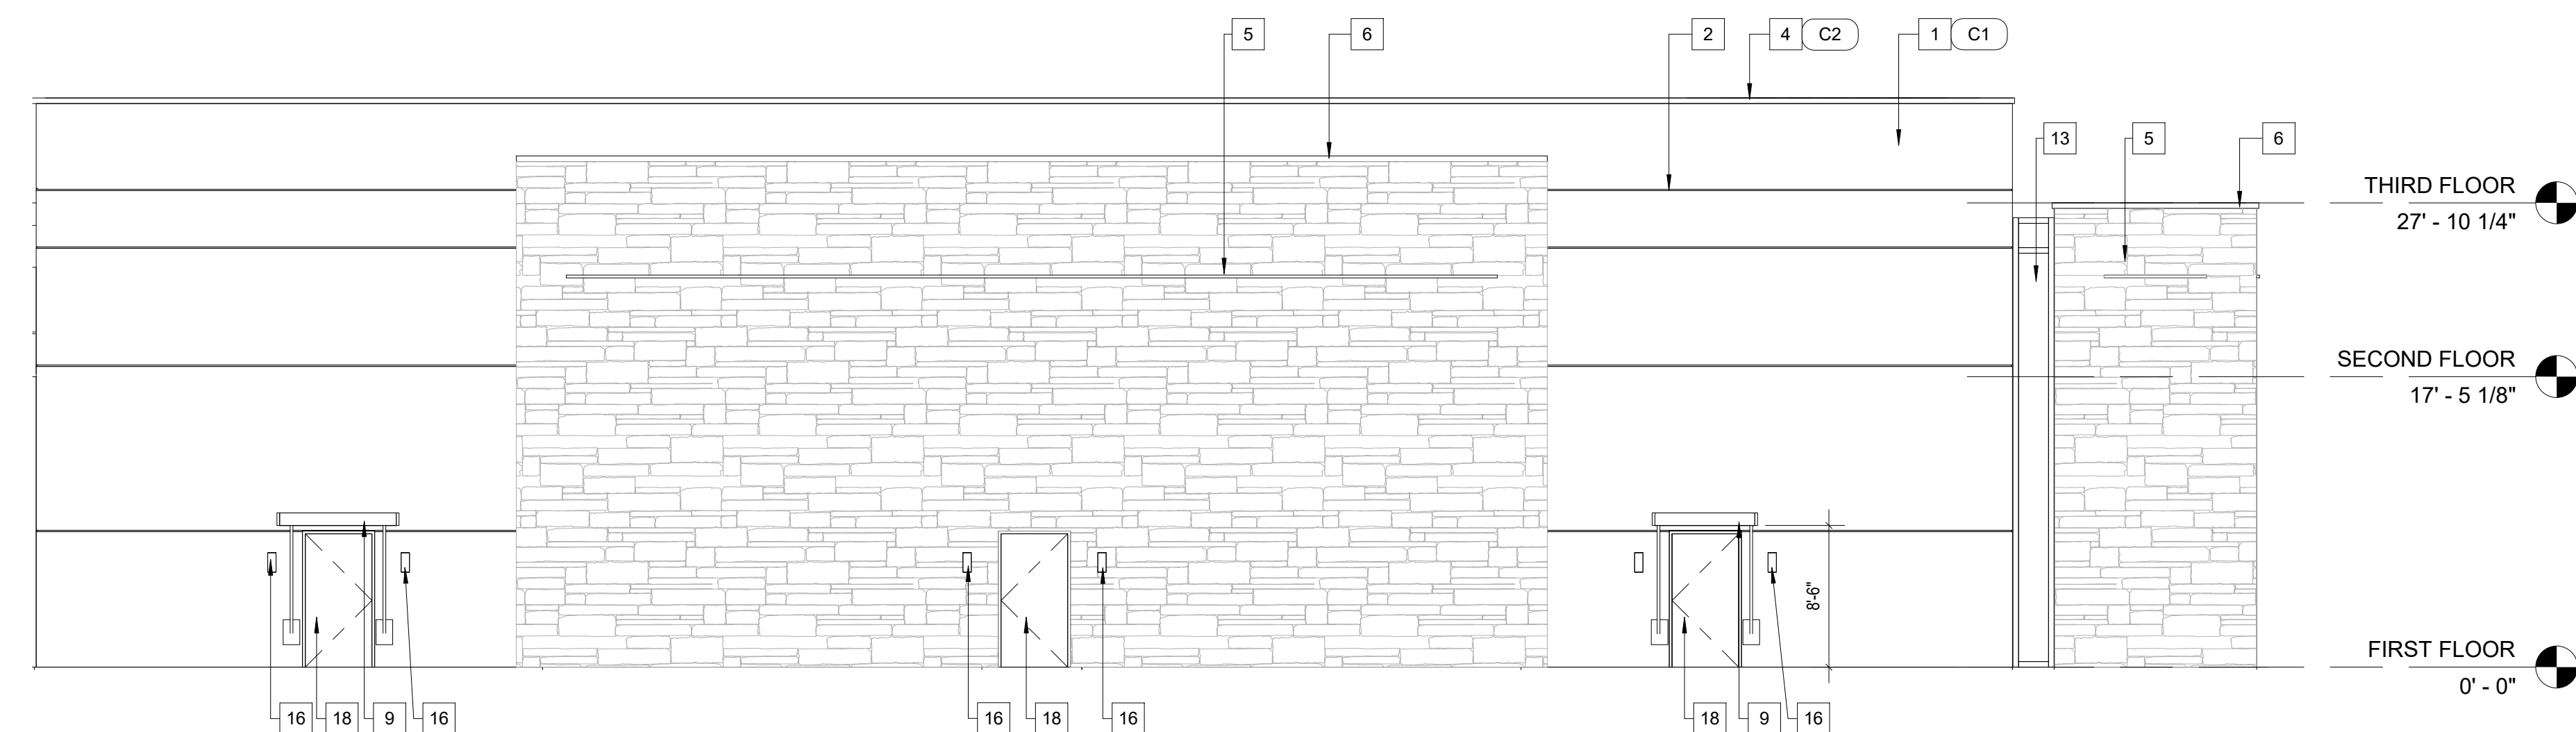 5
6
2
4 C2
1 C1
13
5
6
THIRD FLOOR
27' - 10 1/4"
SECOND FLOOR
17' - 5 1/8"
8'-6"
FIRST FLOOR
0' - 0"
16
18
9
16
16
18
16
18
9
16